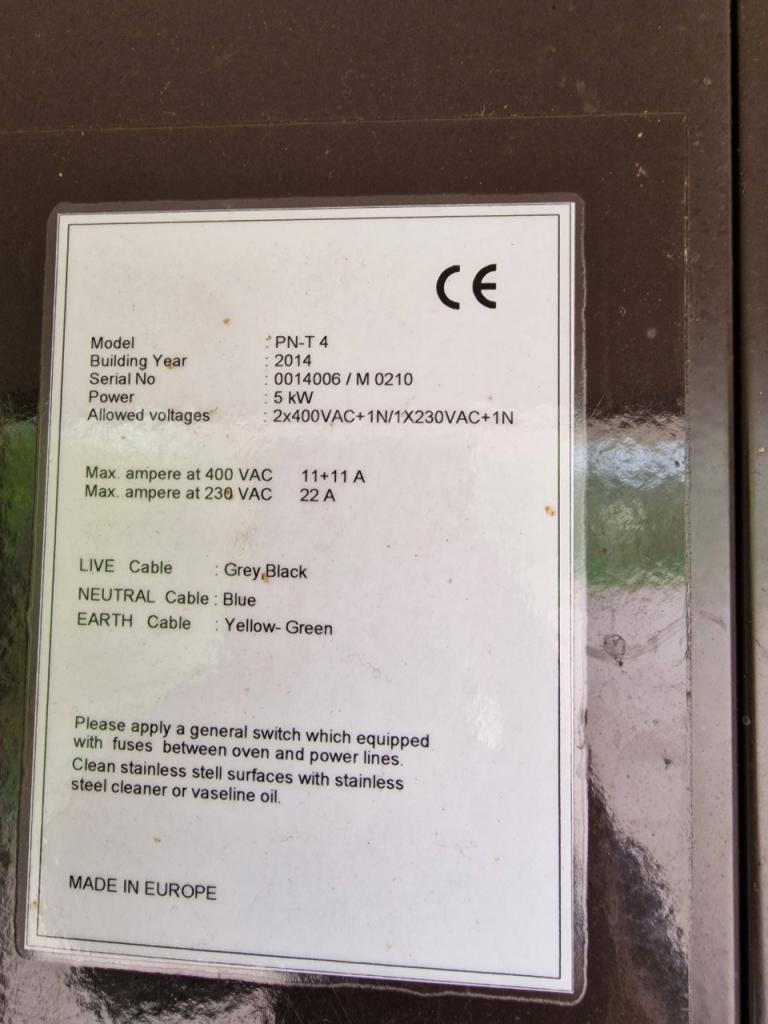 CE
Model : PN-T 4
Building Year : 2014
Serial No : 0014006 / M 0210
Power : 5 kW
Allowed voltages : 2x400VAC+1N/1X230VAC+1N
Max. ampere at 400 VAC 11+11 A
Max. ampere at 230 VAC 22 A
LIVE Cable : Grey,Black
NEUTRAL Cable : Blue
EARTH Cable : Yellow- Green
Please apply a general switch which equipped
with fuses between oven and power lines.
Clean stainless stell surfaces with stainless
steel cleaner or vaseline oil.
MADE IN EUROPE